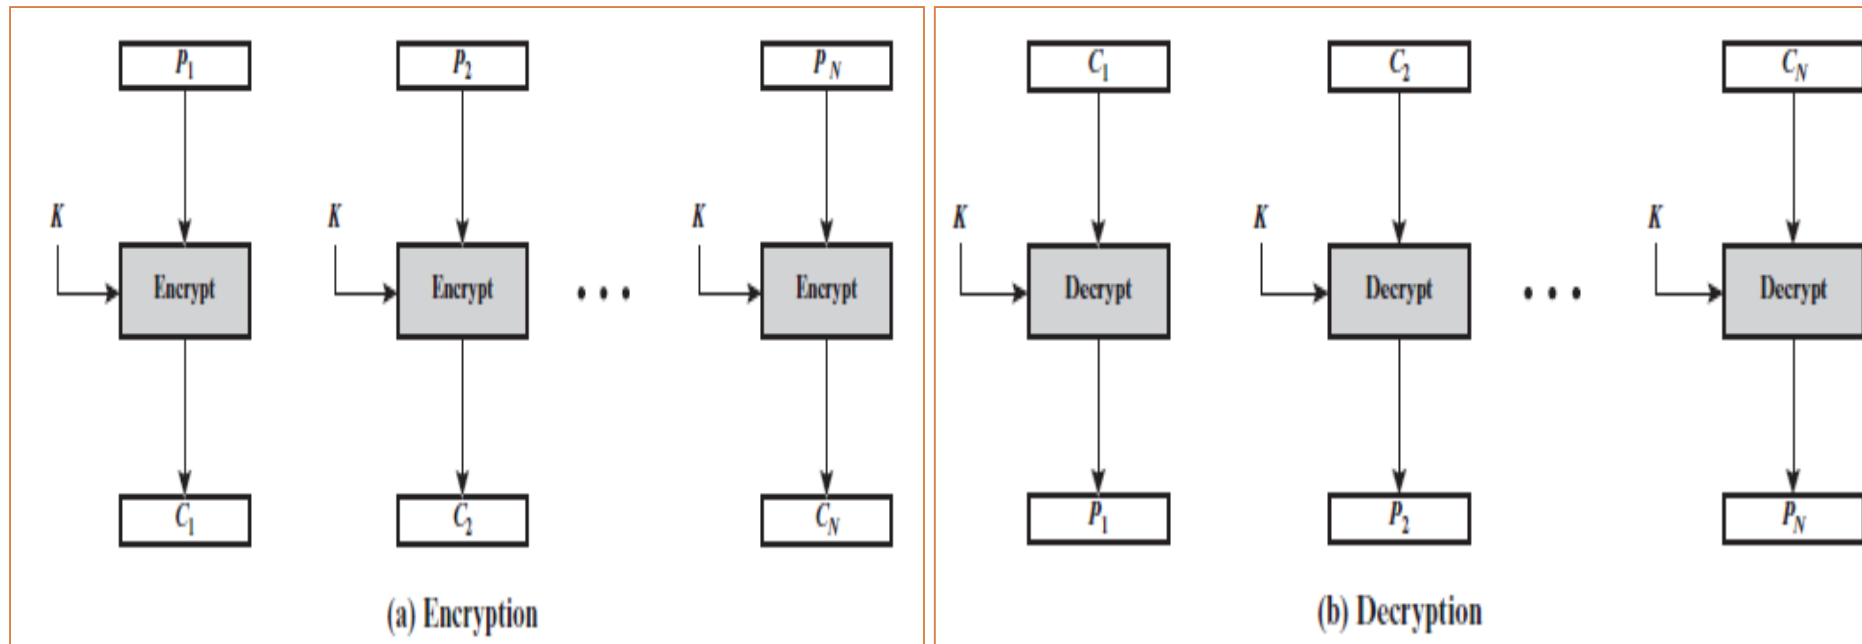 P1 P2 PN
K K K
Encrypt Encrypt • • • Encrypt
C1 C2 CN
(a) Encryption
C1 C2 CN
K K K
Decrypt Decrypt • • • Decrypt
P1 P2 PN
(b) Decryption